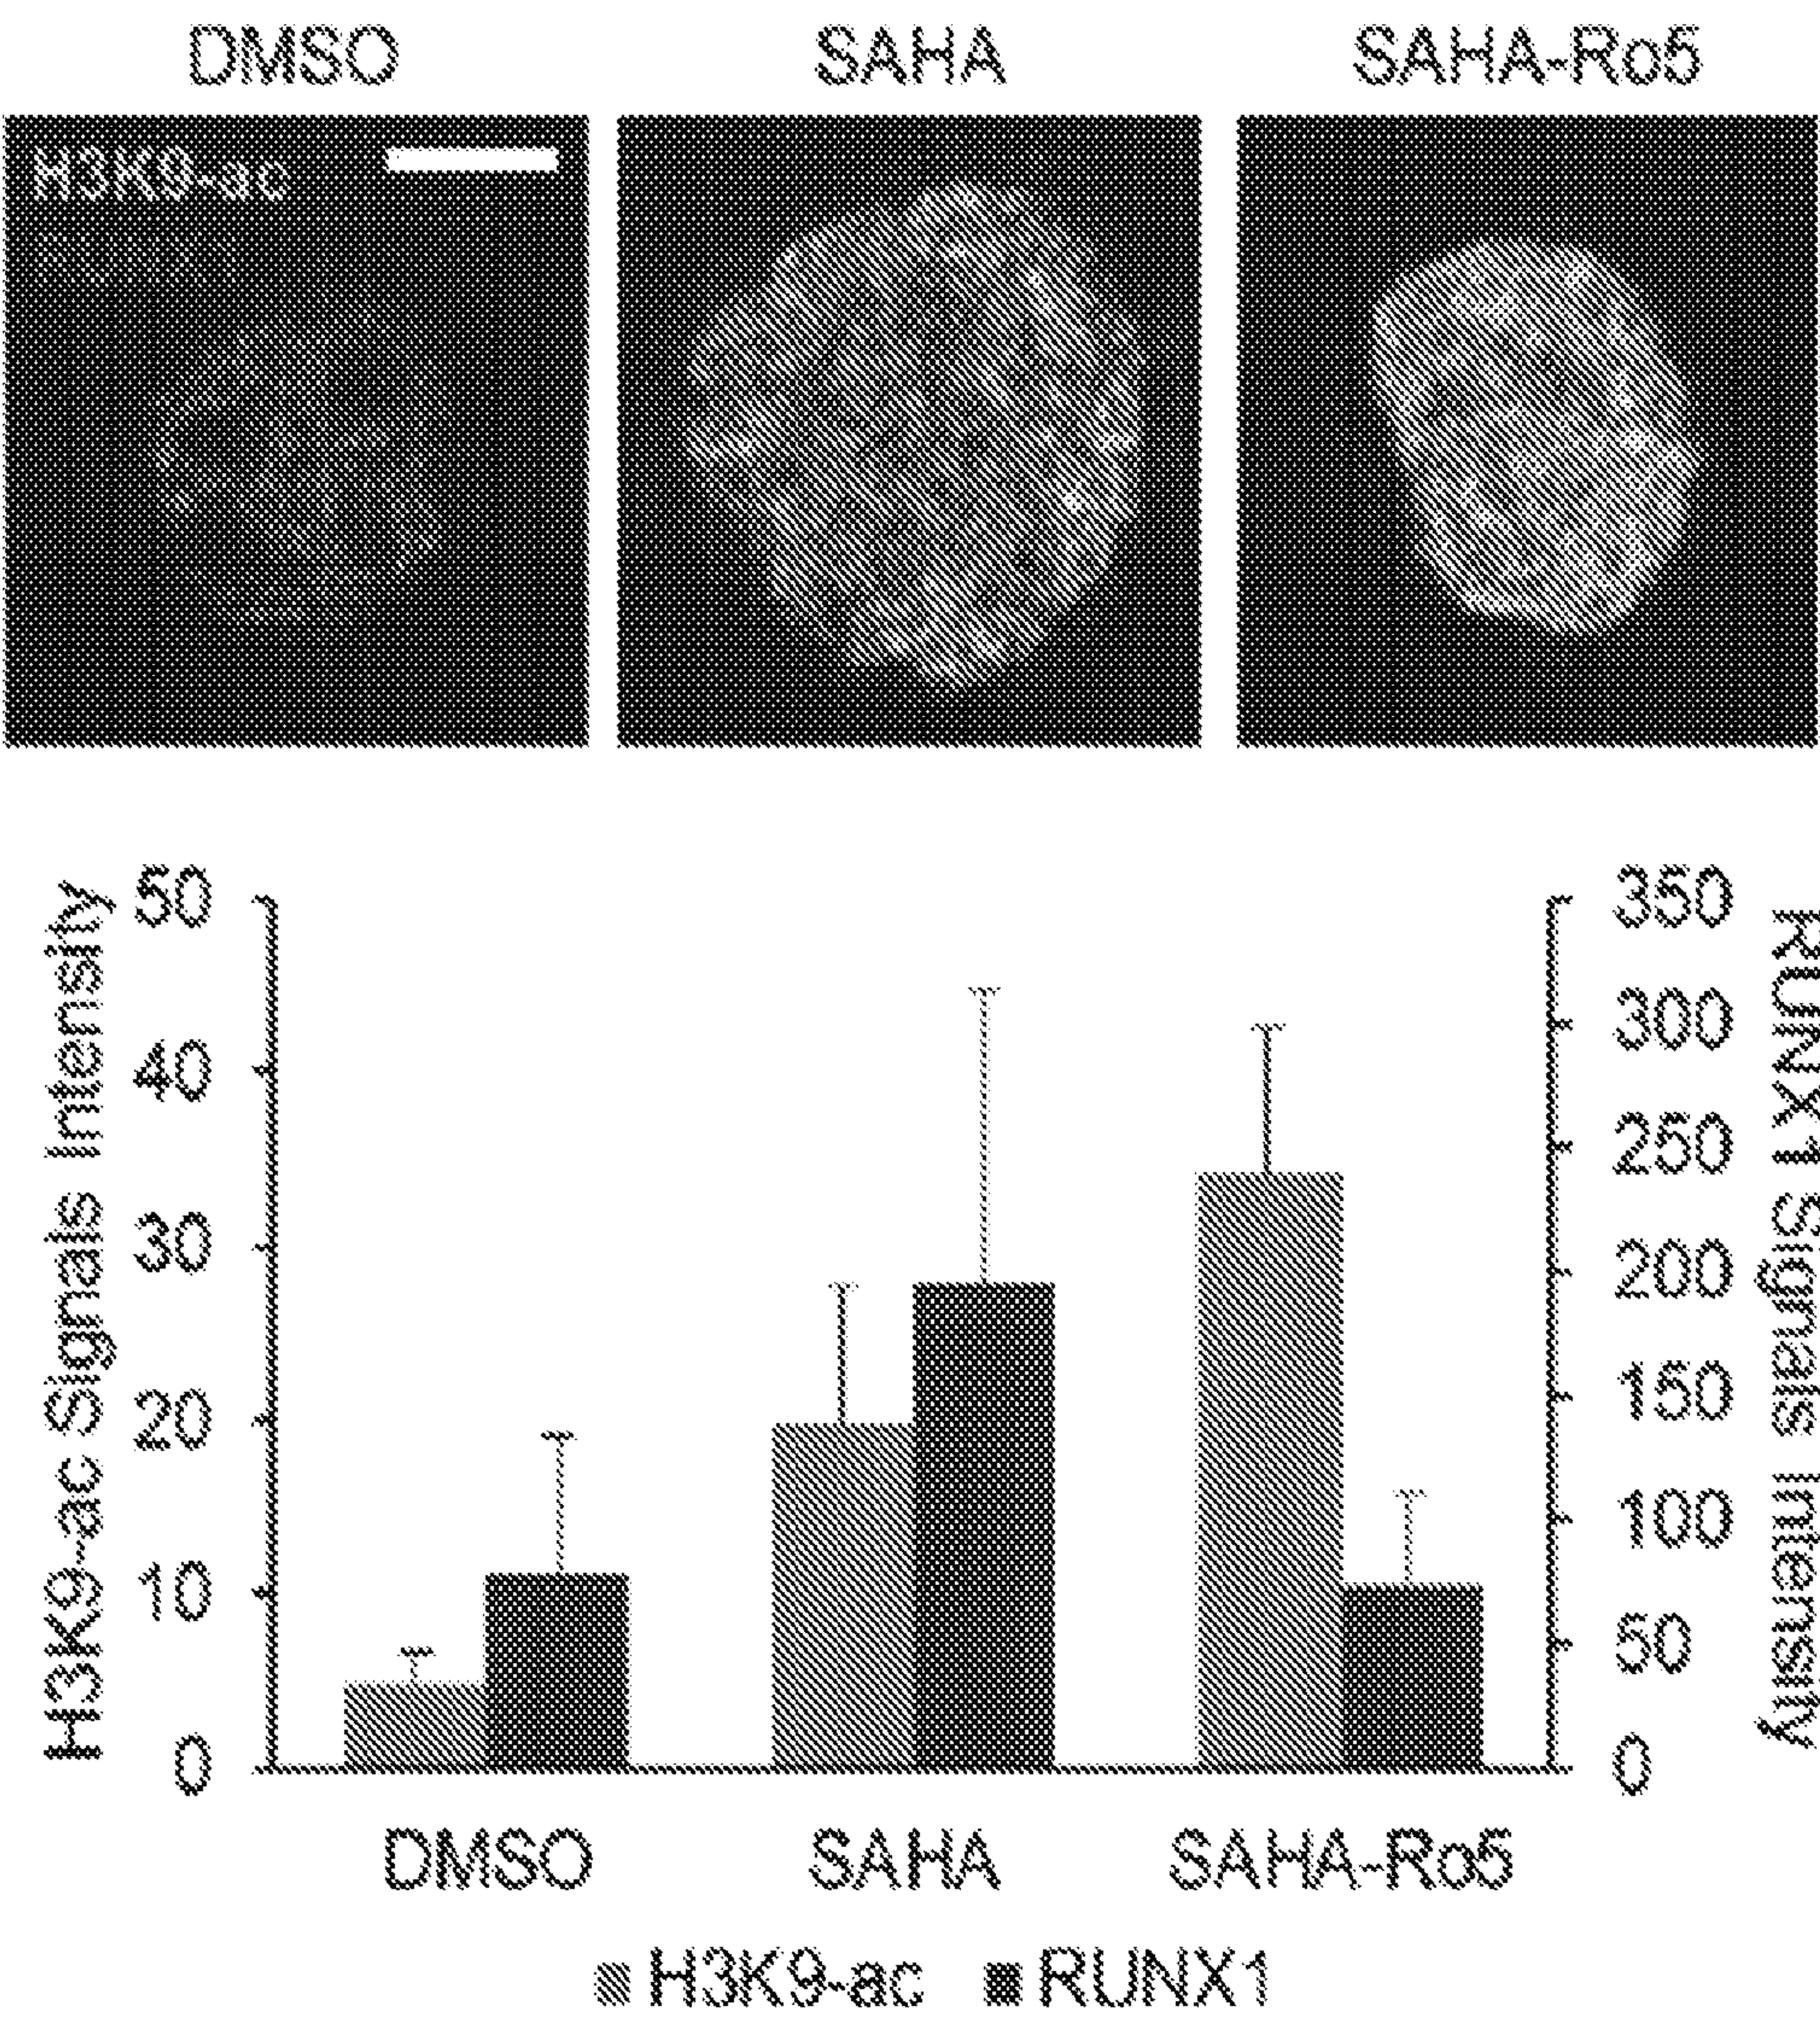 DMSO SAHA SAHA-Ro5
H3K9-ac
H3K9-ac Signals Intensity
50
40
30
20
10
0
350
300
250
200
150
100
50
0
RUNX1 Signals Intensity
DMSO SAHA SAHA-Ro5
H3K9-ac RUNX1